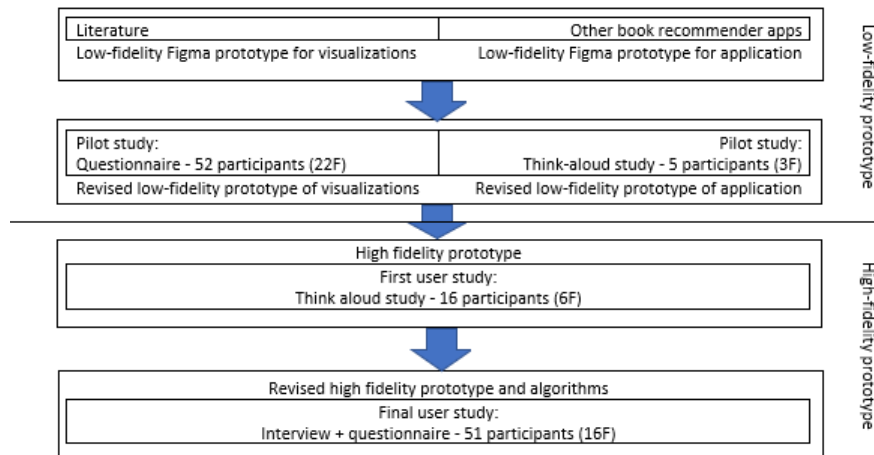 Literature
Other book recommender apps
Low-fidelity Figma prototype for visualizations
Low-fidelity Figma prototype for application
Pilot study:
Questionnaire - 52 participants (22F)
Pilot study:
Think-aloud study - 5 participants (3F)
Revised low-fidelity prototype of visualizations
Revised low-fidelity prototype of application
Low-fidelity prototype
High fidelity prototype
First user study:
Think aloud study - 16 participants (6F)
Revised high fidelity prototype and algorithms
Final user study:
Interview + questionnaire - 51 participants (16F)
High-fidelity prototype